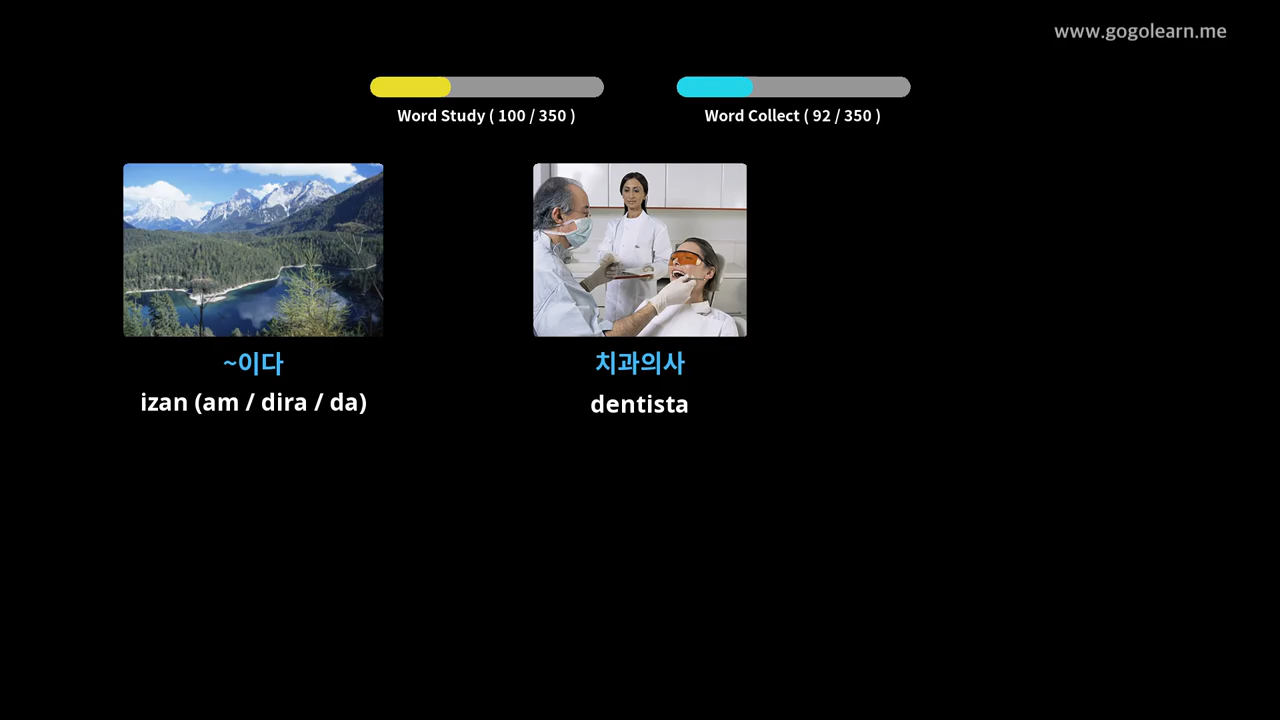 www.gogolearn.me
Word Study ( 100 / 350 )
Word Collect ( 92 / 350 )
~이다
izan (am / dira / da)
치과의사
dentista